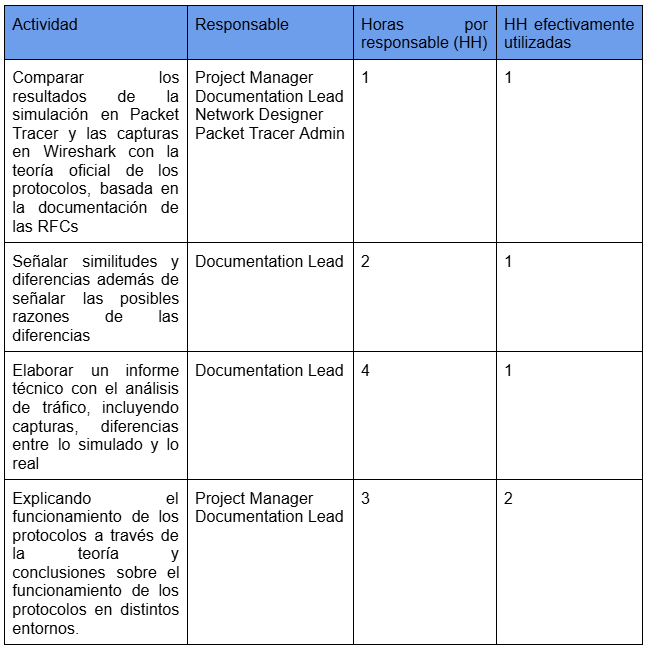 Actividad
Responsable
Horas por
responsable (HH)
HH efectivamente
utilizadas
Comparar los
resultados de la
simulación en Packet
Tracer y las capturas
en Wireshark con la
teoría oficial de los
protocolos, basada en
la documentación de
las RFCs
Project Manager
Documentation Lead
Network Designer
Packet Tracer Admin
1
1
Señalar similitudes y
diferencias además de
señalar las posibles
razones de las
diferencias
Documentation Lead
2
1
Elaborar un informe
técnico con el análisis
de tráfico, incluyendo
capturas, diferencias
entre lo simulado y lo
real
Documentation Lead
4
1
Explicando el
funcionamiento de los
protocolos a través de
la teoría y
conclusiones sobre el
funcionamiento de los
protocolos en distintos
entornos.
Project Manager
Documentation Lead
3
2